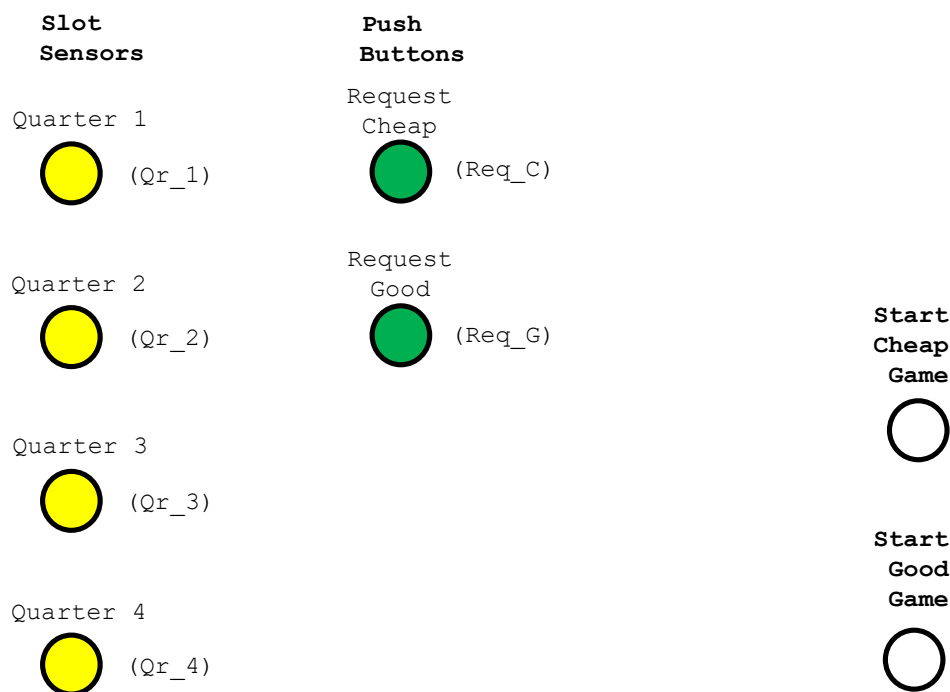 Slot
Sensors
Push
Buttons
Quarter 1
(Qr_1)
Request
Cheap
(Req_C)
Quarter 2
(Qr_2)
Request
Good
(Req_G)
Start
Cheap
Game
Quarter 3
(Qr_3)
Start
Good
Game
Quarter 4
(Qr_4)